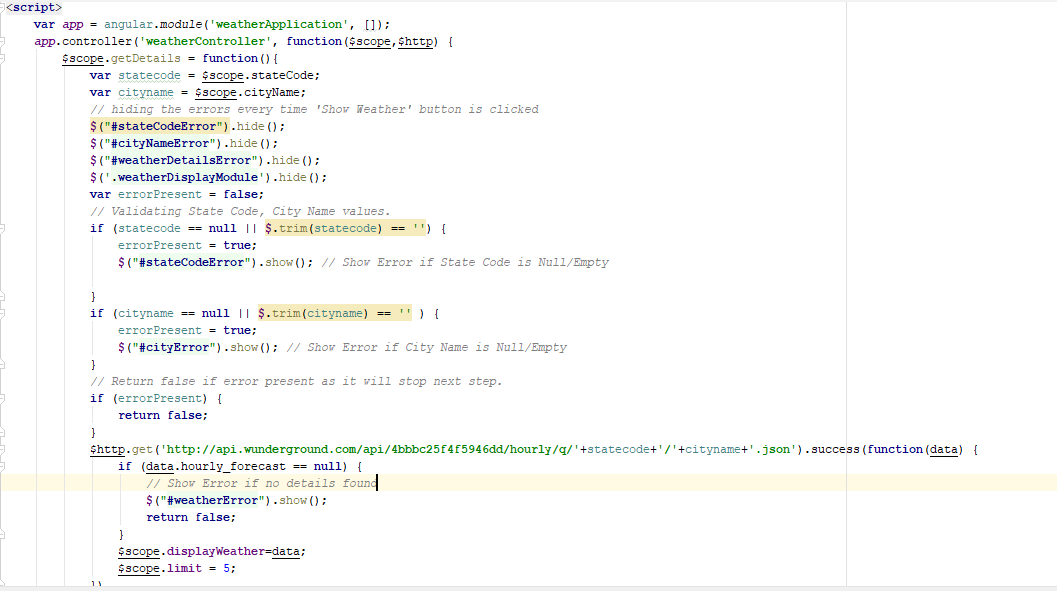 <script>
var app = angular.module('weatherApplication', []);
app.controller('weatherController', function($scope,$http) {
$scope.getDetails = function(){
var statecode = $scope.stateCode;
var cityname = $scope.cityName;
// hiding the errors every time 'Show Weather' button is clicked
$("#stateCodeError").hide();
$("#cityNameError").hide();
$("#weatherDetailsError").hide();
$('.weatherDisplayModule').hide();
var errorPresent = false;
// Validating State Code, City Name values.
if (statecode == null || $.trim(statecode) == '') {
errorPresent = true;
$("#stateCodeError").show(); // Show Error if State Code is Null/Empty
}
if (cityname == null || $.trim(cityname) == '' ) {
errorPresent = true;
$("#cityError").show(); // Show Error if City Name is Null/Empty
}
// Return false if error present as it will stop next step.
if (errorPresent) {
return false;
}
$http.get('http://api.wunderground.com/api/4bbbc25f4f5946dd/hourly/q/'+statecode+'/'+cityname+'.json').success(function(data) {
if (data.hourly_forecast == null) {
// Show Error if no details found
$("#weatherError").show();
return false;
}
$scope.displayWeather=data;
$scope.limit = 5;
})